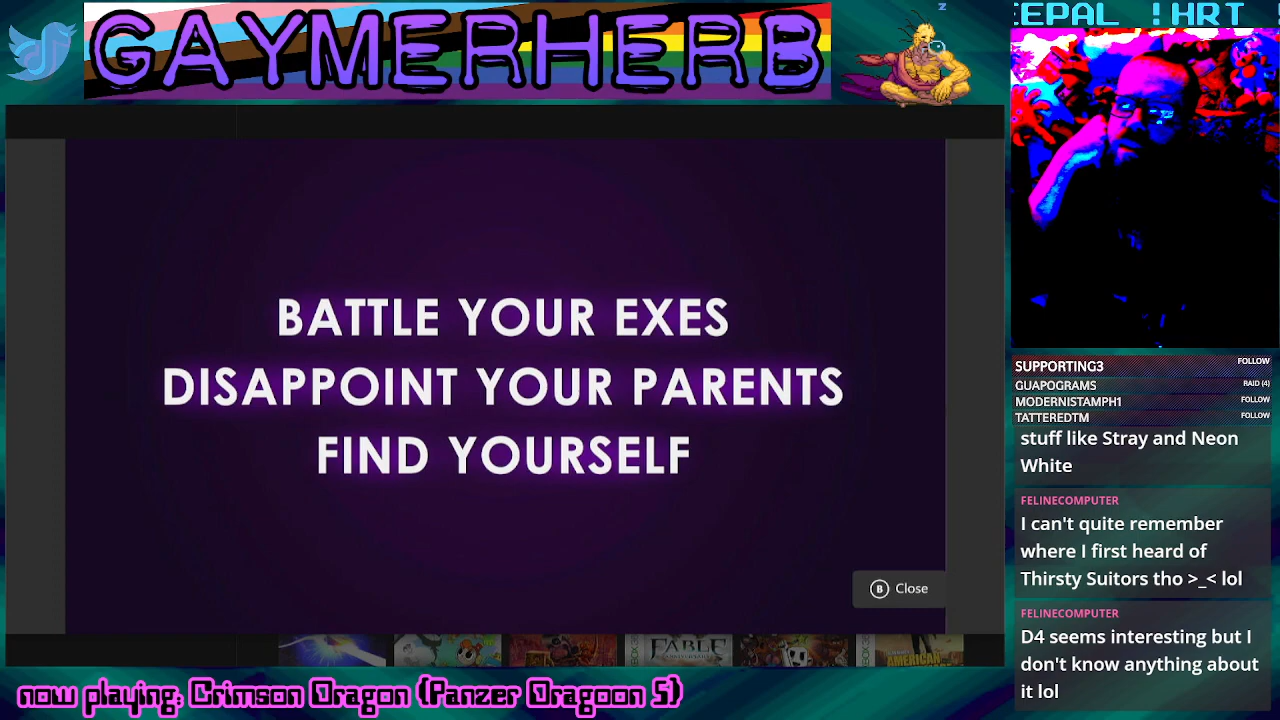 GAYMERHERB
z
EPAL !HRT
BATTLE YOUR EXES
DISAPPOINT YOUR PARENTS
FIND YOURSELF
B Close
FABLE
AMERICAN
now playing: Crimson Dragon (Panzer Dragoon 5)
SUPPORTING3 FOLLOW
GUAPOGRAMS RAID (4)
MODERNISTAMPH1 FOLLOW
TATTEREDTM FOLLOW
stuff like Stray and Neon
White
FELINECOMPUTER
I can't quite remember
where I first heard of
Thirsty Suitors tho >_< lol
FELINECOMPUTER
D4 seems interesting but I
don't know anything about
it lol